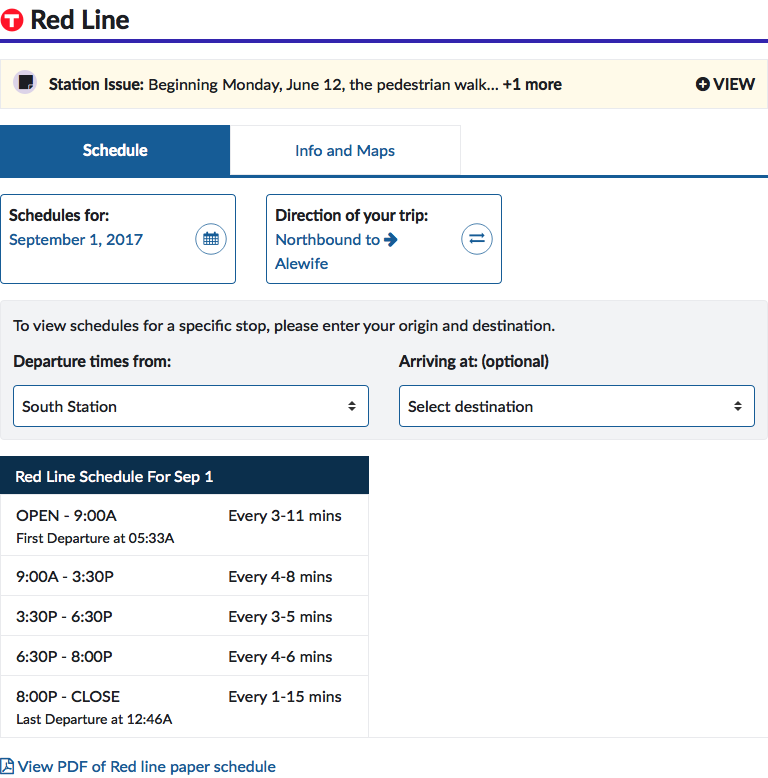 T Red Line
Station Issue: Beginning Monday, June 12, the pedestrian walk... +1 more VIEW
Schedule Info and Maps
Schedules for:
September 1, 2017
Direction of your trip:
Northbound to
Alewife
To view schedules for a specific stop, please enter your origin and destination.
Departure times from: Arriving at: (optional)
South Station Select destination
Red Line Schedule For Sep 1
OPEN - 9:00A Every 3-11 mins
First Departure at 05:33A
9:00A - 3:30P Every 4-8 mins
3:30P - 6:30P Every 3-5 mins
6:30P - 8:00P Every 4-6 mins
8:00P - CLOSE Every 1-15 mins
Last Departure at 12:46A
View PDF of Red line paper schedule